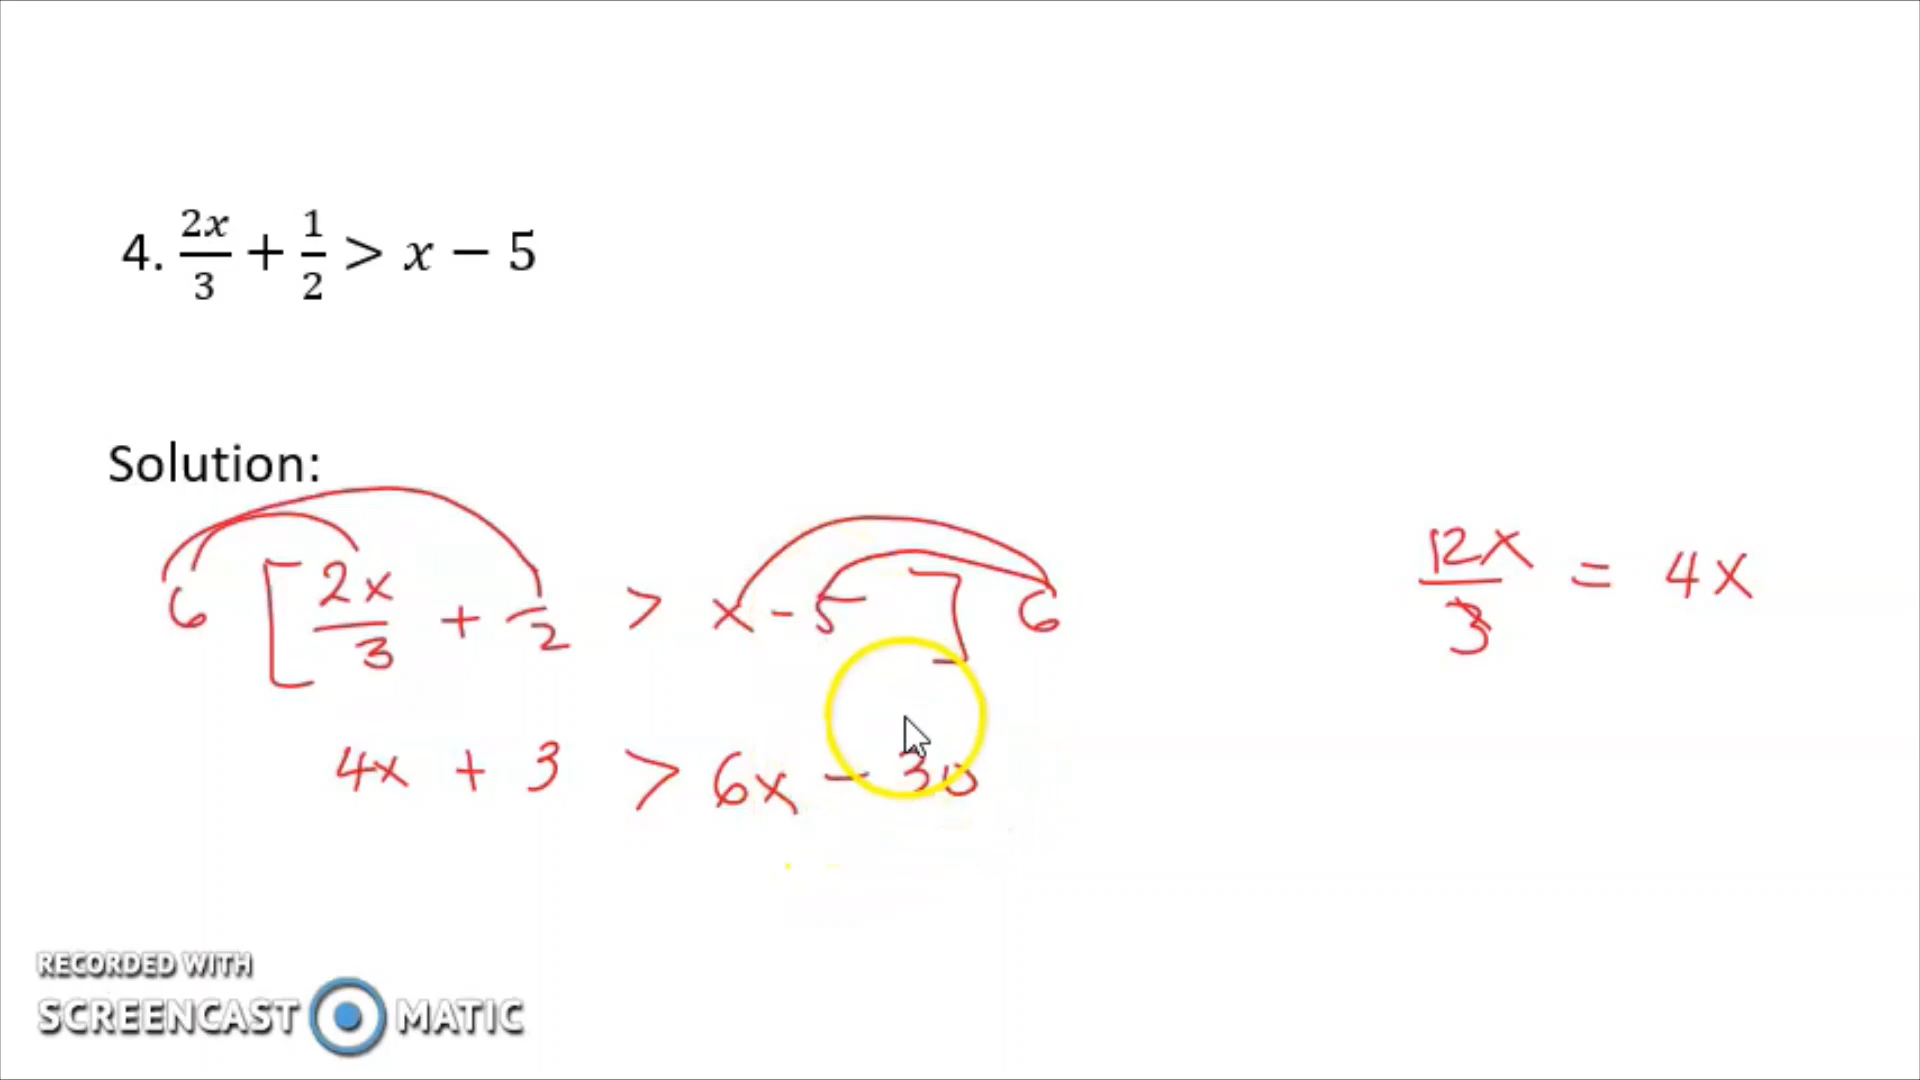 4. 2x/3 + 1/2 > x − 5
Solution:
6 [ 2x/3 + 1/2 > x - 5 ] 6
12x/3 = 4x
4x + 3 > 6x - 30
RECORDED WITH
SCREENCAST MATIC